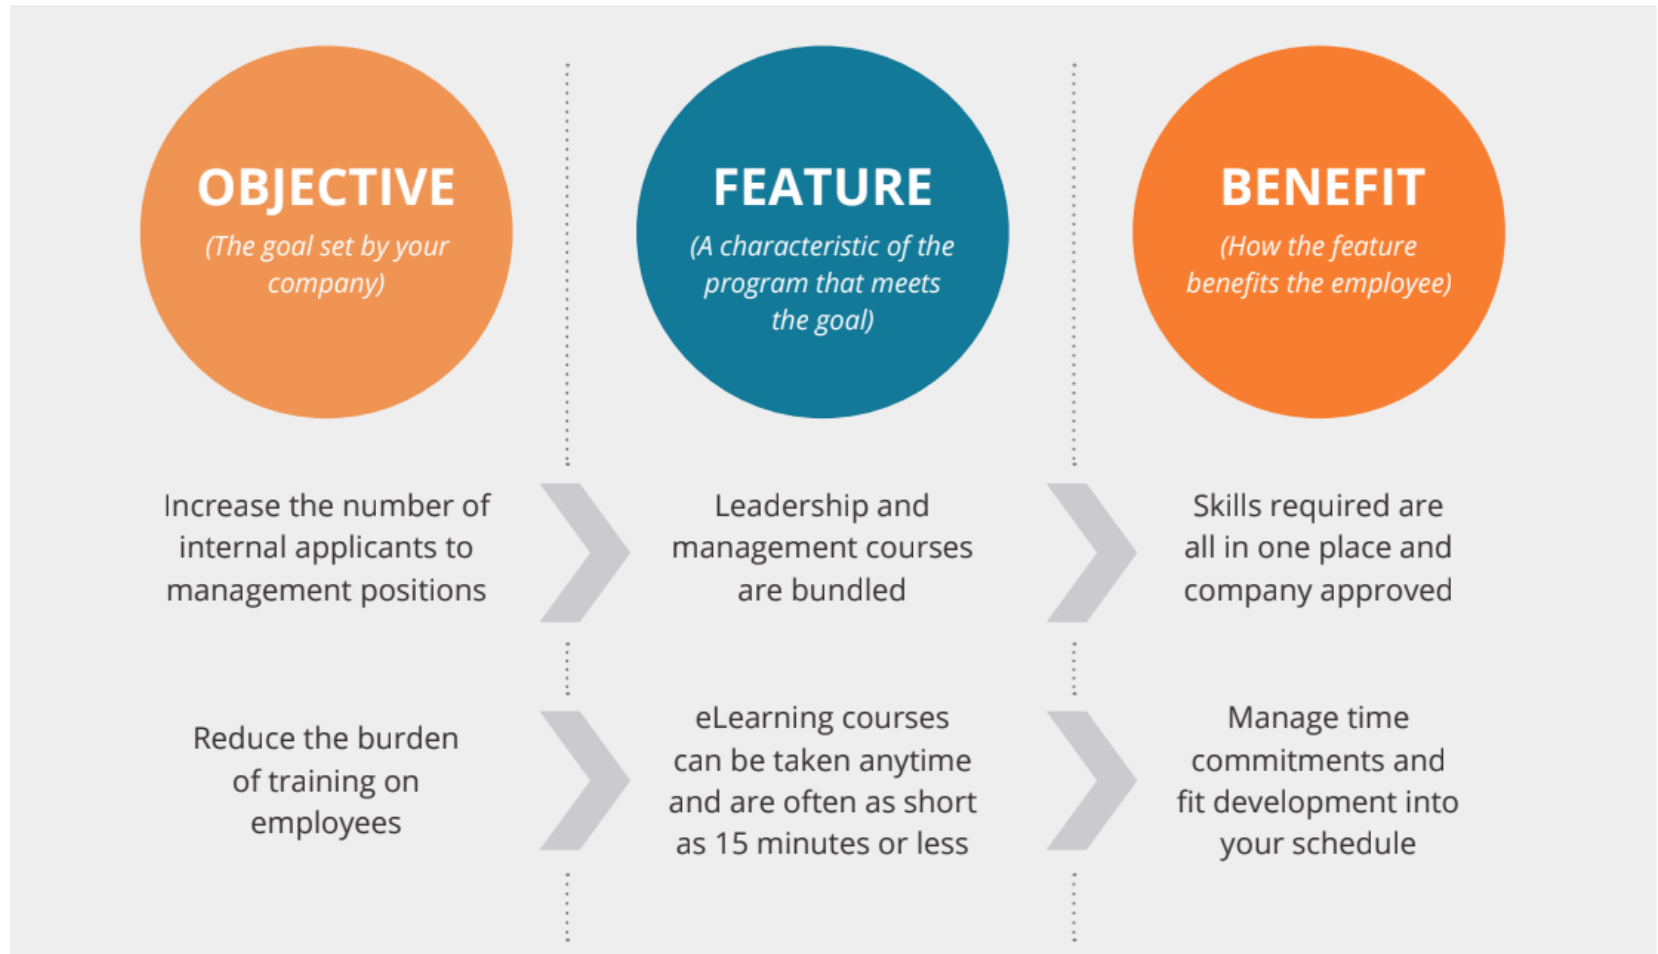 OBJECTIVE
(The goal set by your
company)
FEATURE
(A characteristic of the
program that meets
the goal)
BENEFIT
(How the feature
benefits the employee)
Increase the number of
internal applicants to
management positions
Leadership and
management courses
are bundled
Skills required are
all in one place and
company approved
Reduce the burden
of training on
employees
eLearning courses
can be taken anytime
and are often as short
as 15 minutes or less
Manage time
commitments and
fit development into
your schedule